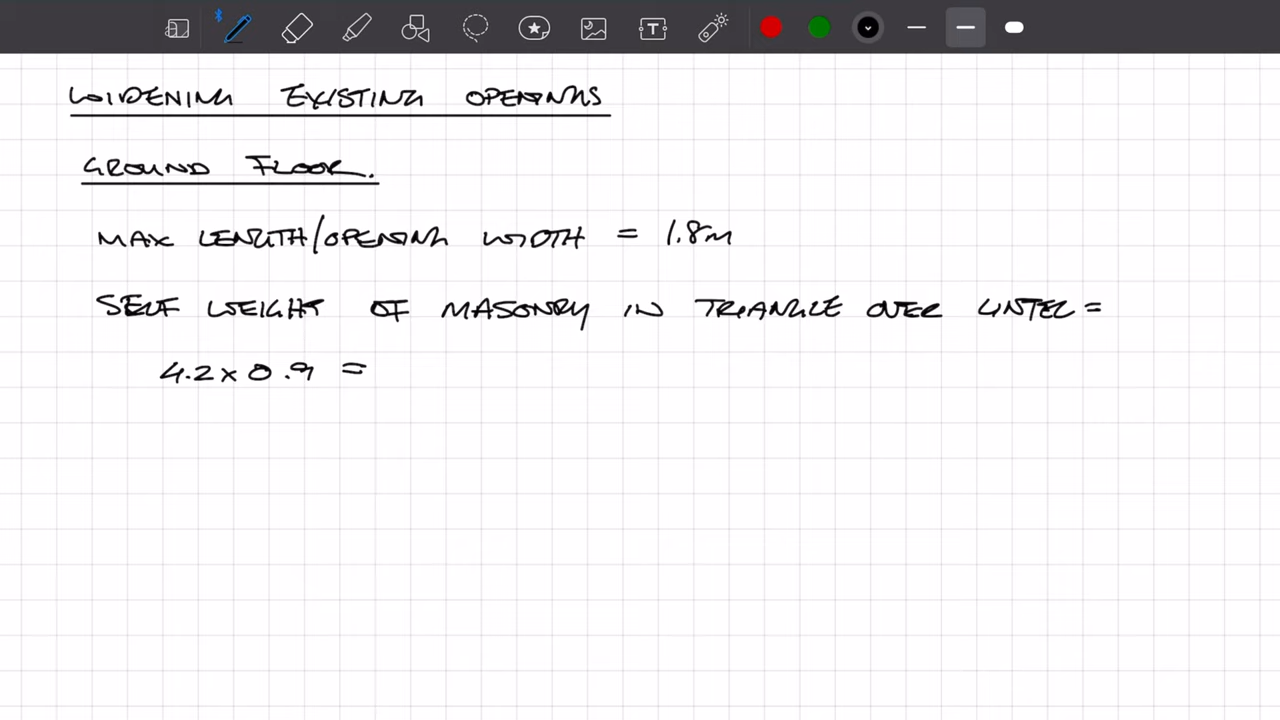 WIDENING EXISTING OPENINGS
GROUND FLOOR.
MAX LENGTH/OPENING WIDTH = 1.8m
SELF WEIGHT OF MASONRY IN TRIANGLE OVER LINTEL =
4.2 x 0.9 =